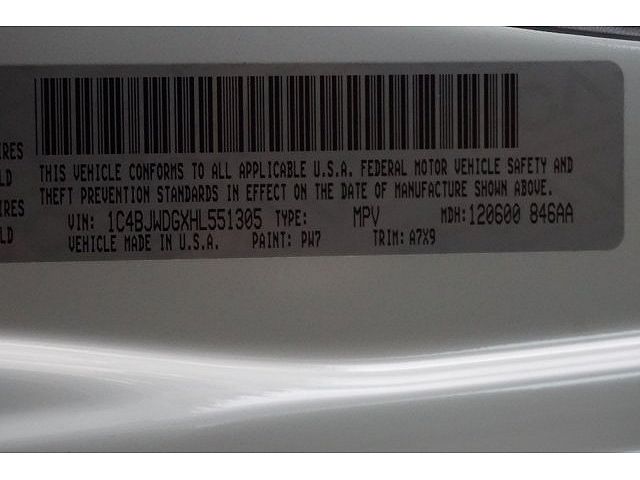 IRES
LD
IRES
LD
THIS VEHICLE CONFORMS TO ALL APPLICABLE U.S.A. FEDERAL MOTOR VEHICLE SAFETY AND
THEFT PREVENTION STANDARDS IN EFFECT ON THE DATE OF MANUFACTURE SHOWN ABOVE.
VIN: 1C4BJWDGXHL551305 TYPE: MPV MDH: 120600 846AA
VEHICLE MADE IN U.S.A. PAINT: PW7 TRIM: A7X9